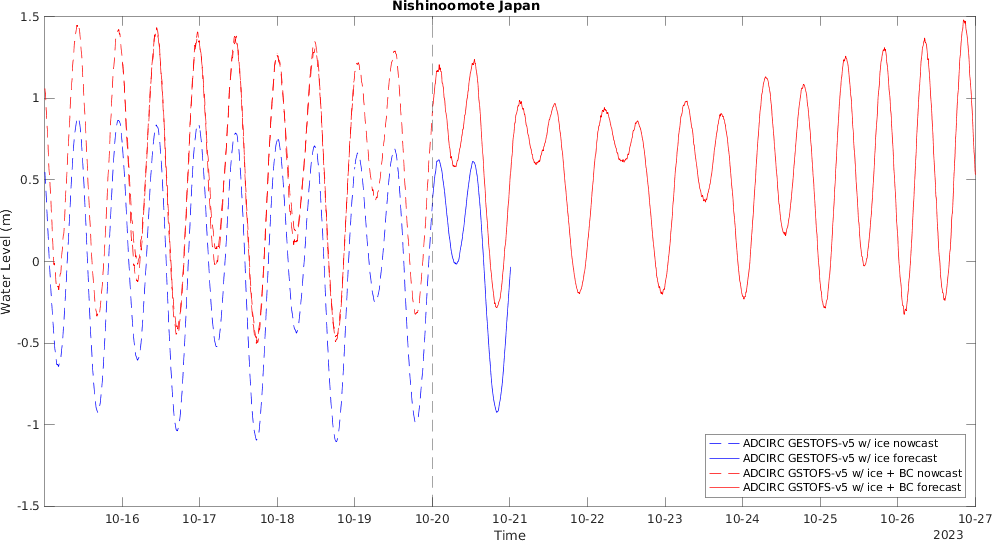 Nishinoomote Japan
1.5
1
0.5
0
-0.5
-1
-1.5
Water Level (m)
ADCIRC GESTOFS-v5 w/ ice nowcast
ADCIRC GESTOFS-v5 w/ ice forecast
ADCIRC GSTOFS-v5 w/ ice + BC nowcast
ADCIRC GSTOFS-v5 w/ ice + BC forecast
10-16 10-17 10-18 10-19 10-20 10-21 10-22 10-23 10-24 10-25 10-26 10-27
Time
2023